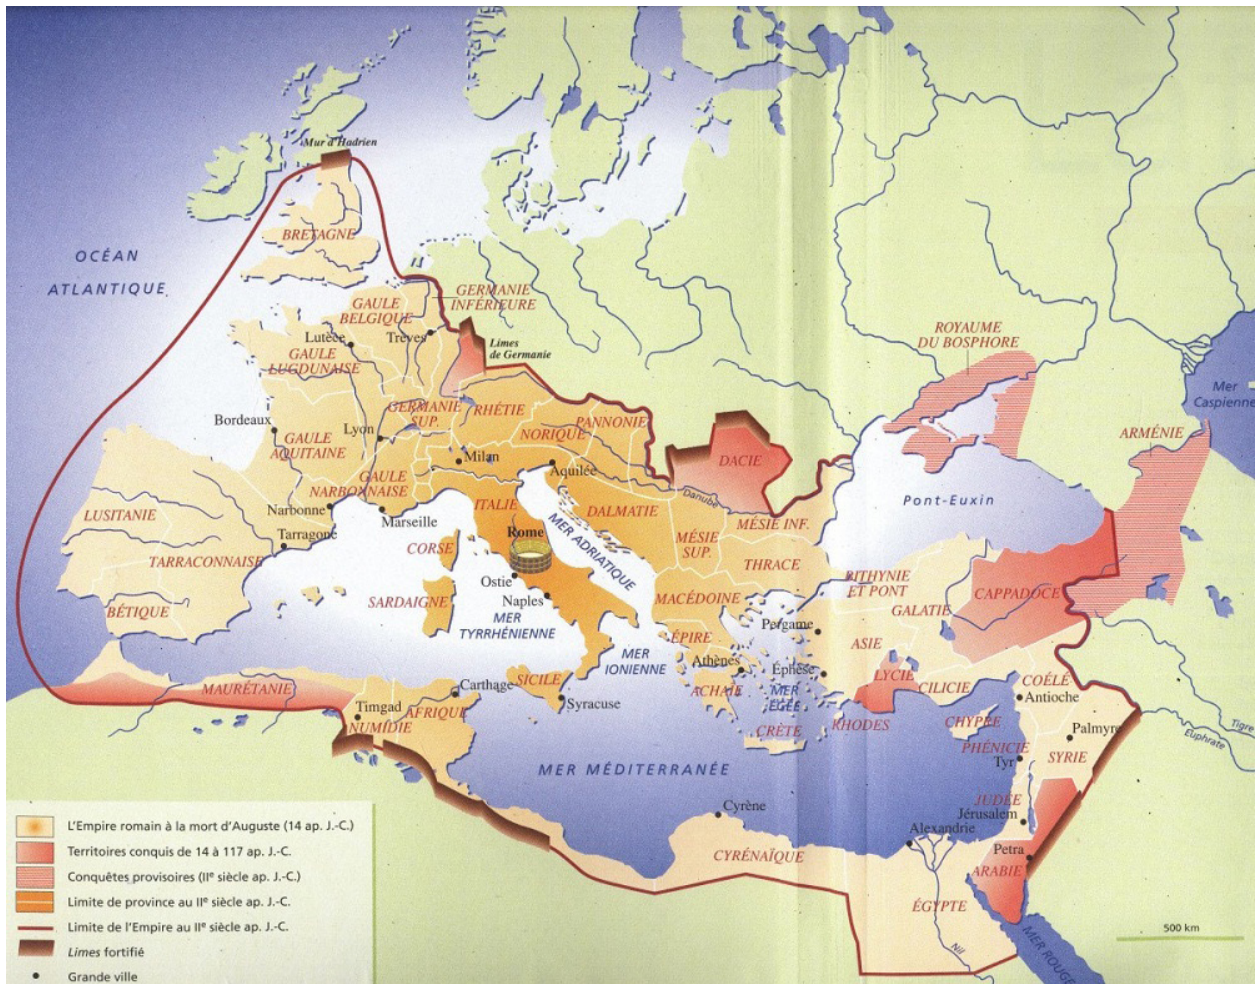 Mur d'Hadrien
BRETAGNE
OCÉAN
ATLANTIQUE
GERMANIE
INFÉRIEURE
GAULE
BELGIQUE
Lutèce
Trèves
GAULE
LUGDUNAISE
Limes
de Germanie
ROYAUME
DU BOSPHORE
Mer
Caspienne
GERMANIE
SUP.
RHÉTIE
NORIQUE
PANNONIE
Bordeaux
Lyon
GAULE
AQUITAINE
Milan
Aquilée
DACIE
ARMÉNIE
GAULE
NARBONNAISE
Danube
Pont-Euxin
Narbonne
Marseille
ITALIE
DALMATIE
MÉSIE INF.
LUSITANIE
Tarragone
TARRACONNAISE
CORSE
Rome
MER ADRIATIQUE
MÉSIE
SUP.
THRACE
BITHYNIE
ET PONT
CAPPADOCE
BÉTIQUE
SARDAIGNE
Ostie
Naples
MER
TYRRHÉNIENNE
MACÉDOINE
GALATIE
Pergame
ÉPIRE
ASIE
MER
IONIENNE
Athènes
Éphèse
LYCIE
CILICIE
COÉLÉ
Antioche
MAURÉTANIE
Carthage
SICILE
Syracuse
ACHAÏE
MER
EGÉE
Timgad
NUMIDIE
AFRIQUE
CRÈTE
RHODES
CHYPRE
Palmyre
Tigre
Euphrate
PHÉNICIE
Tyr
SYRIE
MER MÉDITERRANÉE
JUDÉE
Jérusalem
Cyrène
Alexandrie
CYRÉNAÏQUE
Petra
ARABIE
ÉGYPTE
Nil
MER ROUGE
500 km
L'Empire romain à la mort d'Auguste (14 ap. J.-C.)
Territoires conquis de 14 à 117 ap. J.-C.
Conquêtes provisoires (IIe siècle ap. J.-C.)
Limite de province au IIe siècle ap. J.-C.
Limite de l'Empire au IIe siècle ap. J.-C.
Limes fortifié
Grande ville